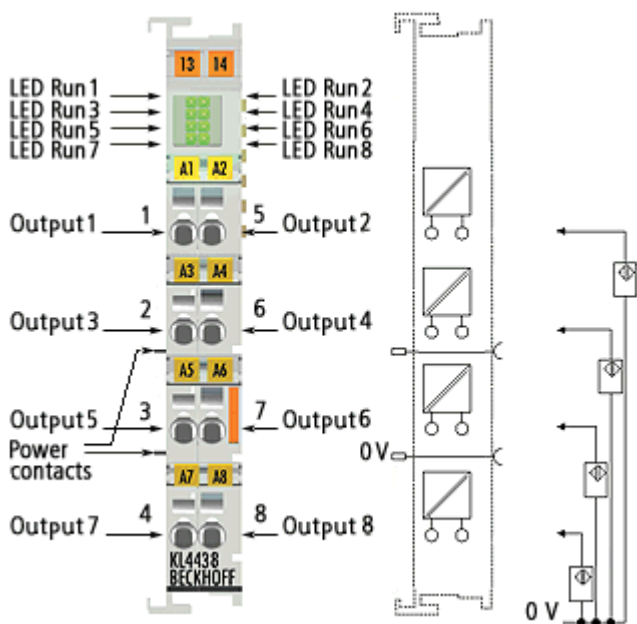 13 14
LED Run 1
LED Run 3
LED Run 5
LED Run 7
LED Run 2
LED Run 4
LED Run 6
LED Run 8
A1 A2
Output 1 1 5 Output 2
A3 A4
Output 3 2 6 Output 4
A5 A6
Output 5 3 7 Output 6
Power
contacts
0 V
A7 A8
Output 7 4 8 Output 8
KL4438
BECKHOFF
0 V